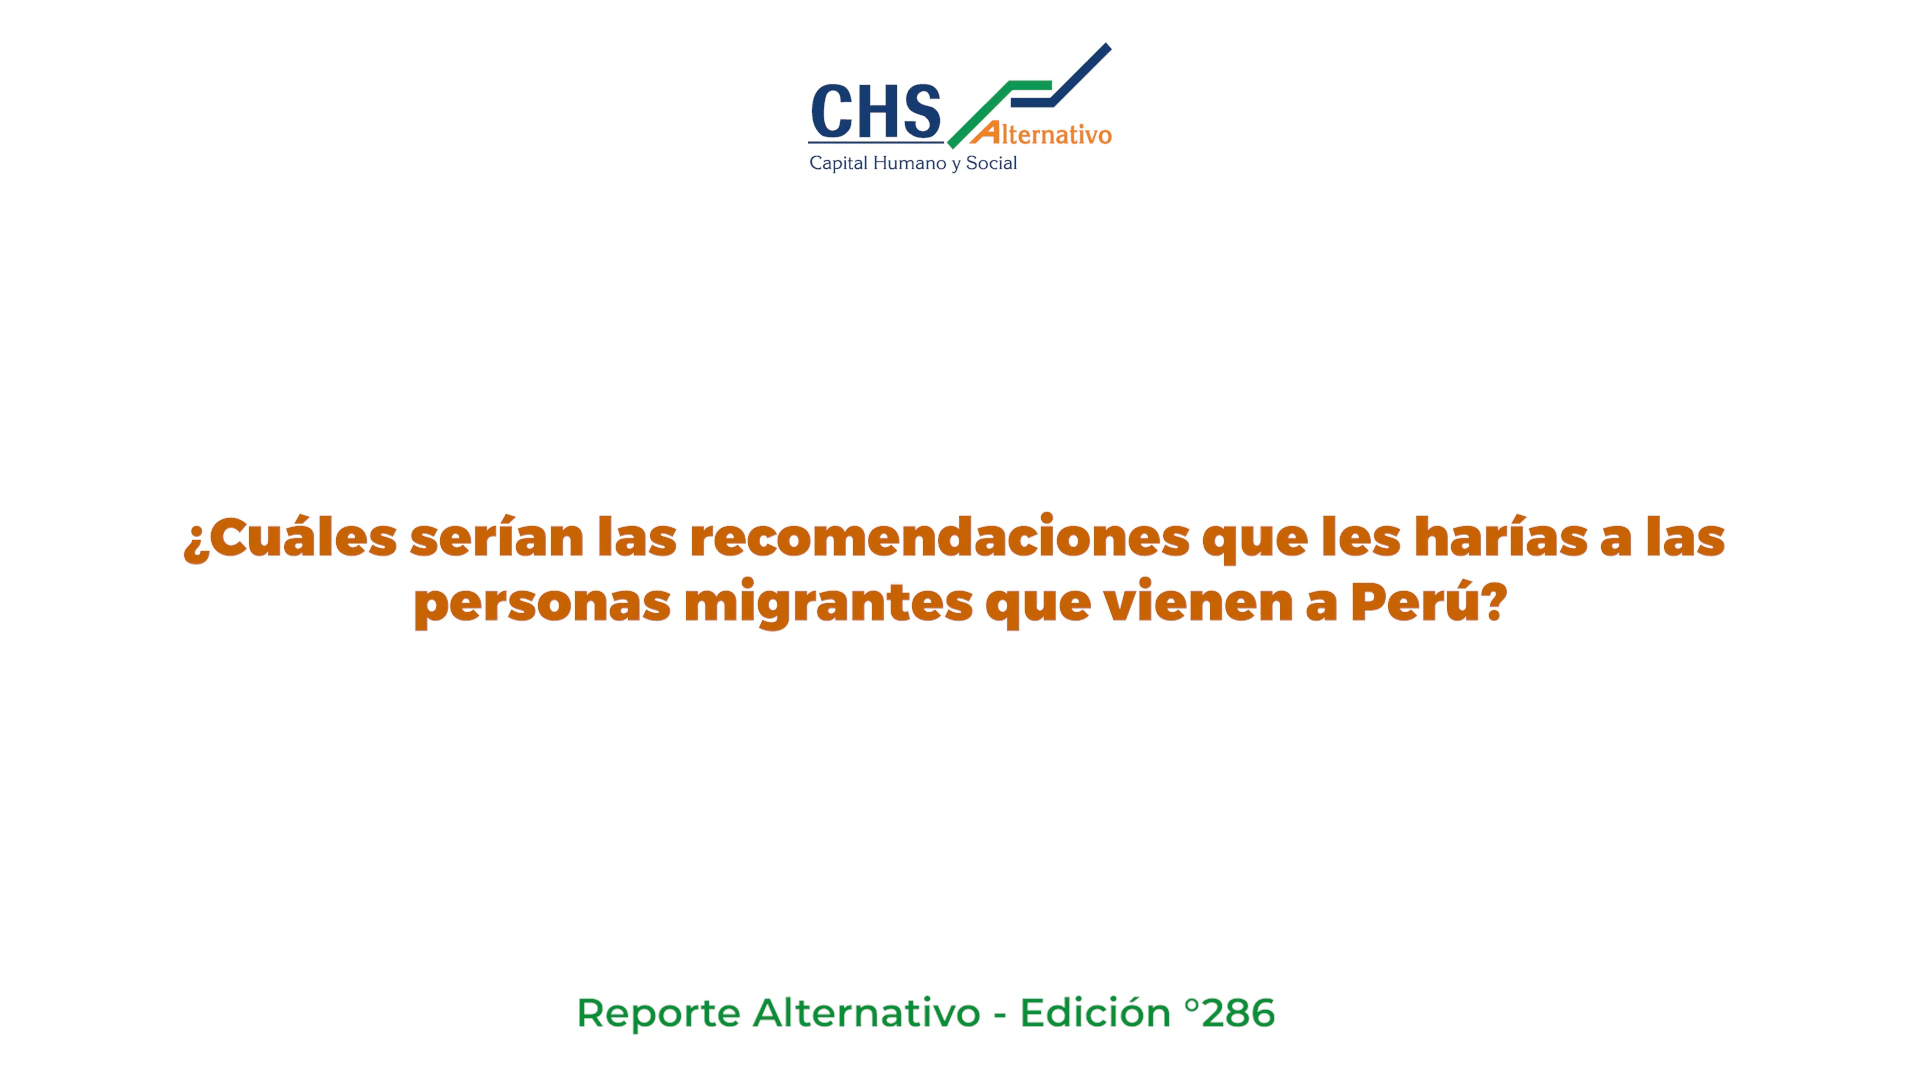 CHS
Alternativo
Capital Humano y Social
¿Cuáles serían las recomendaciones que les harías a las
personas migrantes que vienen a Perú?
Reporte Alternativo - Edición °286